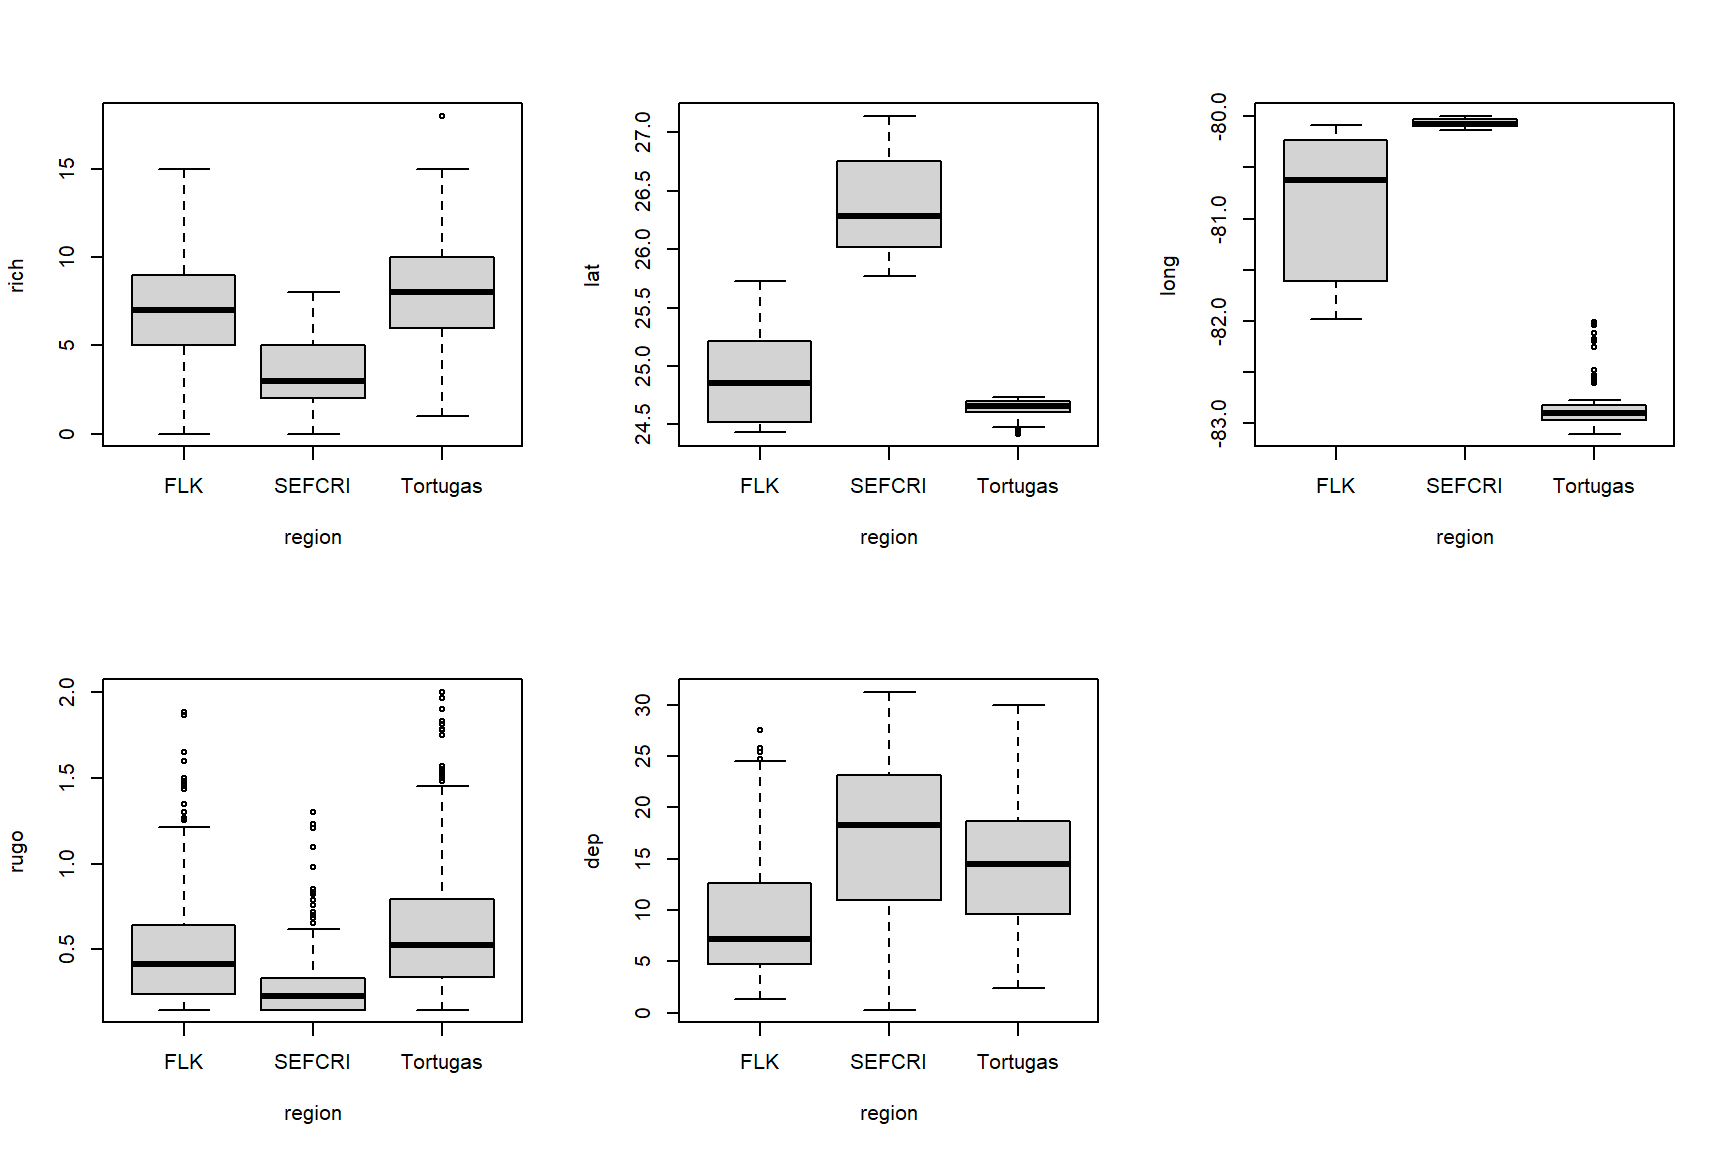 rich
0
5
10
15
FLK SEFCRI Tortugas
region
lat
24.5
25.0
25.5
26.0
26.5
27.0
FLK SEFCRI Tortugas
region
long
-83.0
-82.0
-81.0
-80.0
FLK SEFCRI Tortugas
region
rugo
0.5
1.0
1.5
2.0
FLK SEFCRI Tortugas
region
dep
0
5
10
15
20
25
30
FLK SEFCRI Tortugas
region